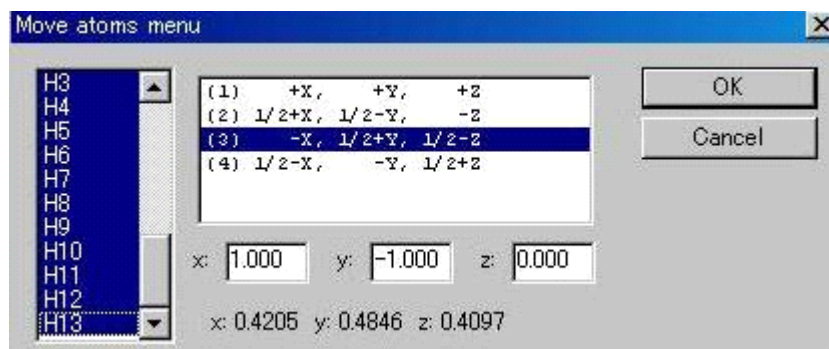 Move atoms menu
H3
H4
H5
H6
H7
H8
H9
H10
H11
H12
H13
(1) +X, +Y, +Z
(2) 1/2+X, 1/2-Y, -Z
(3) -X, 1/2+Y, 1/2-Z
(4) 1/2-X, -Y, 1/2+Z
OK
Cancel
x: 1.000 y: -1.000 z: 0.000
x: 0.4205 y: 0.4846 z: 0.4097